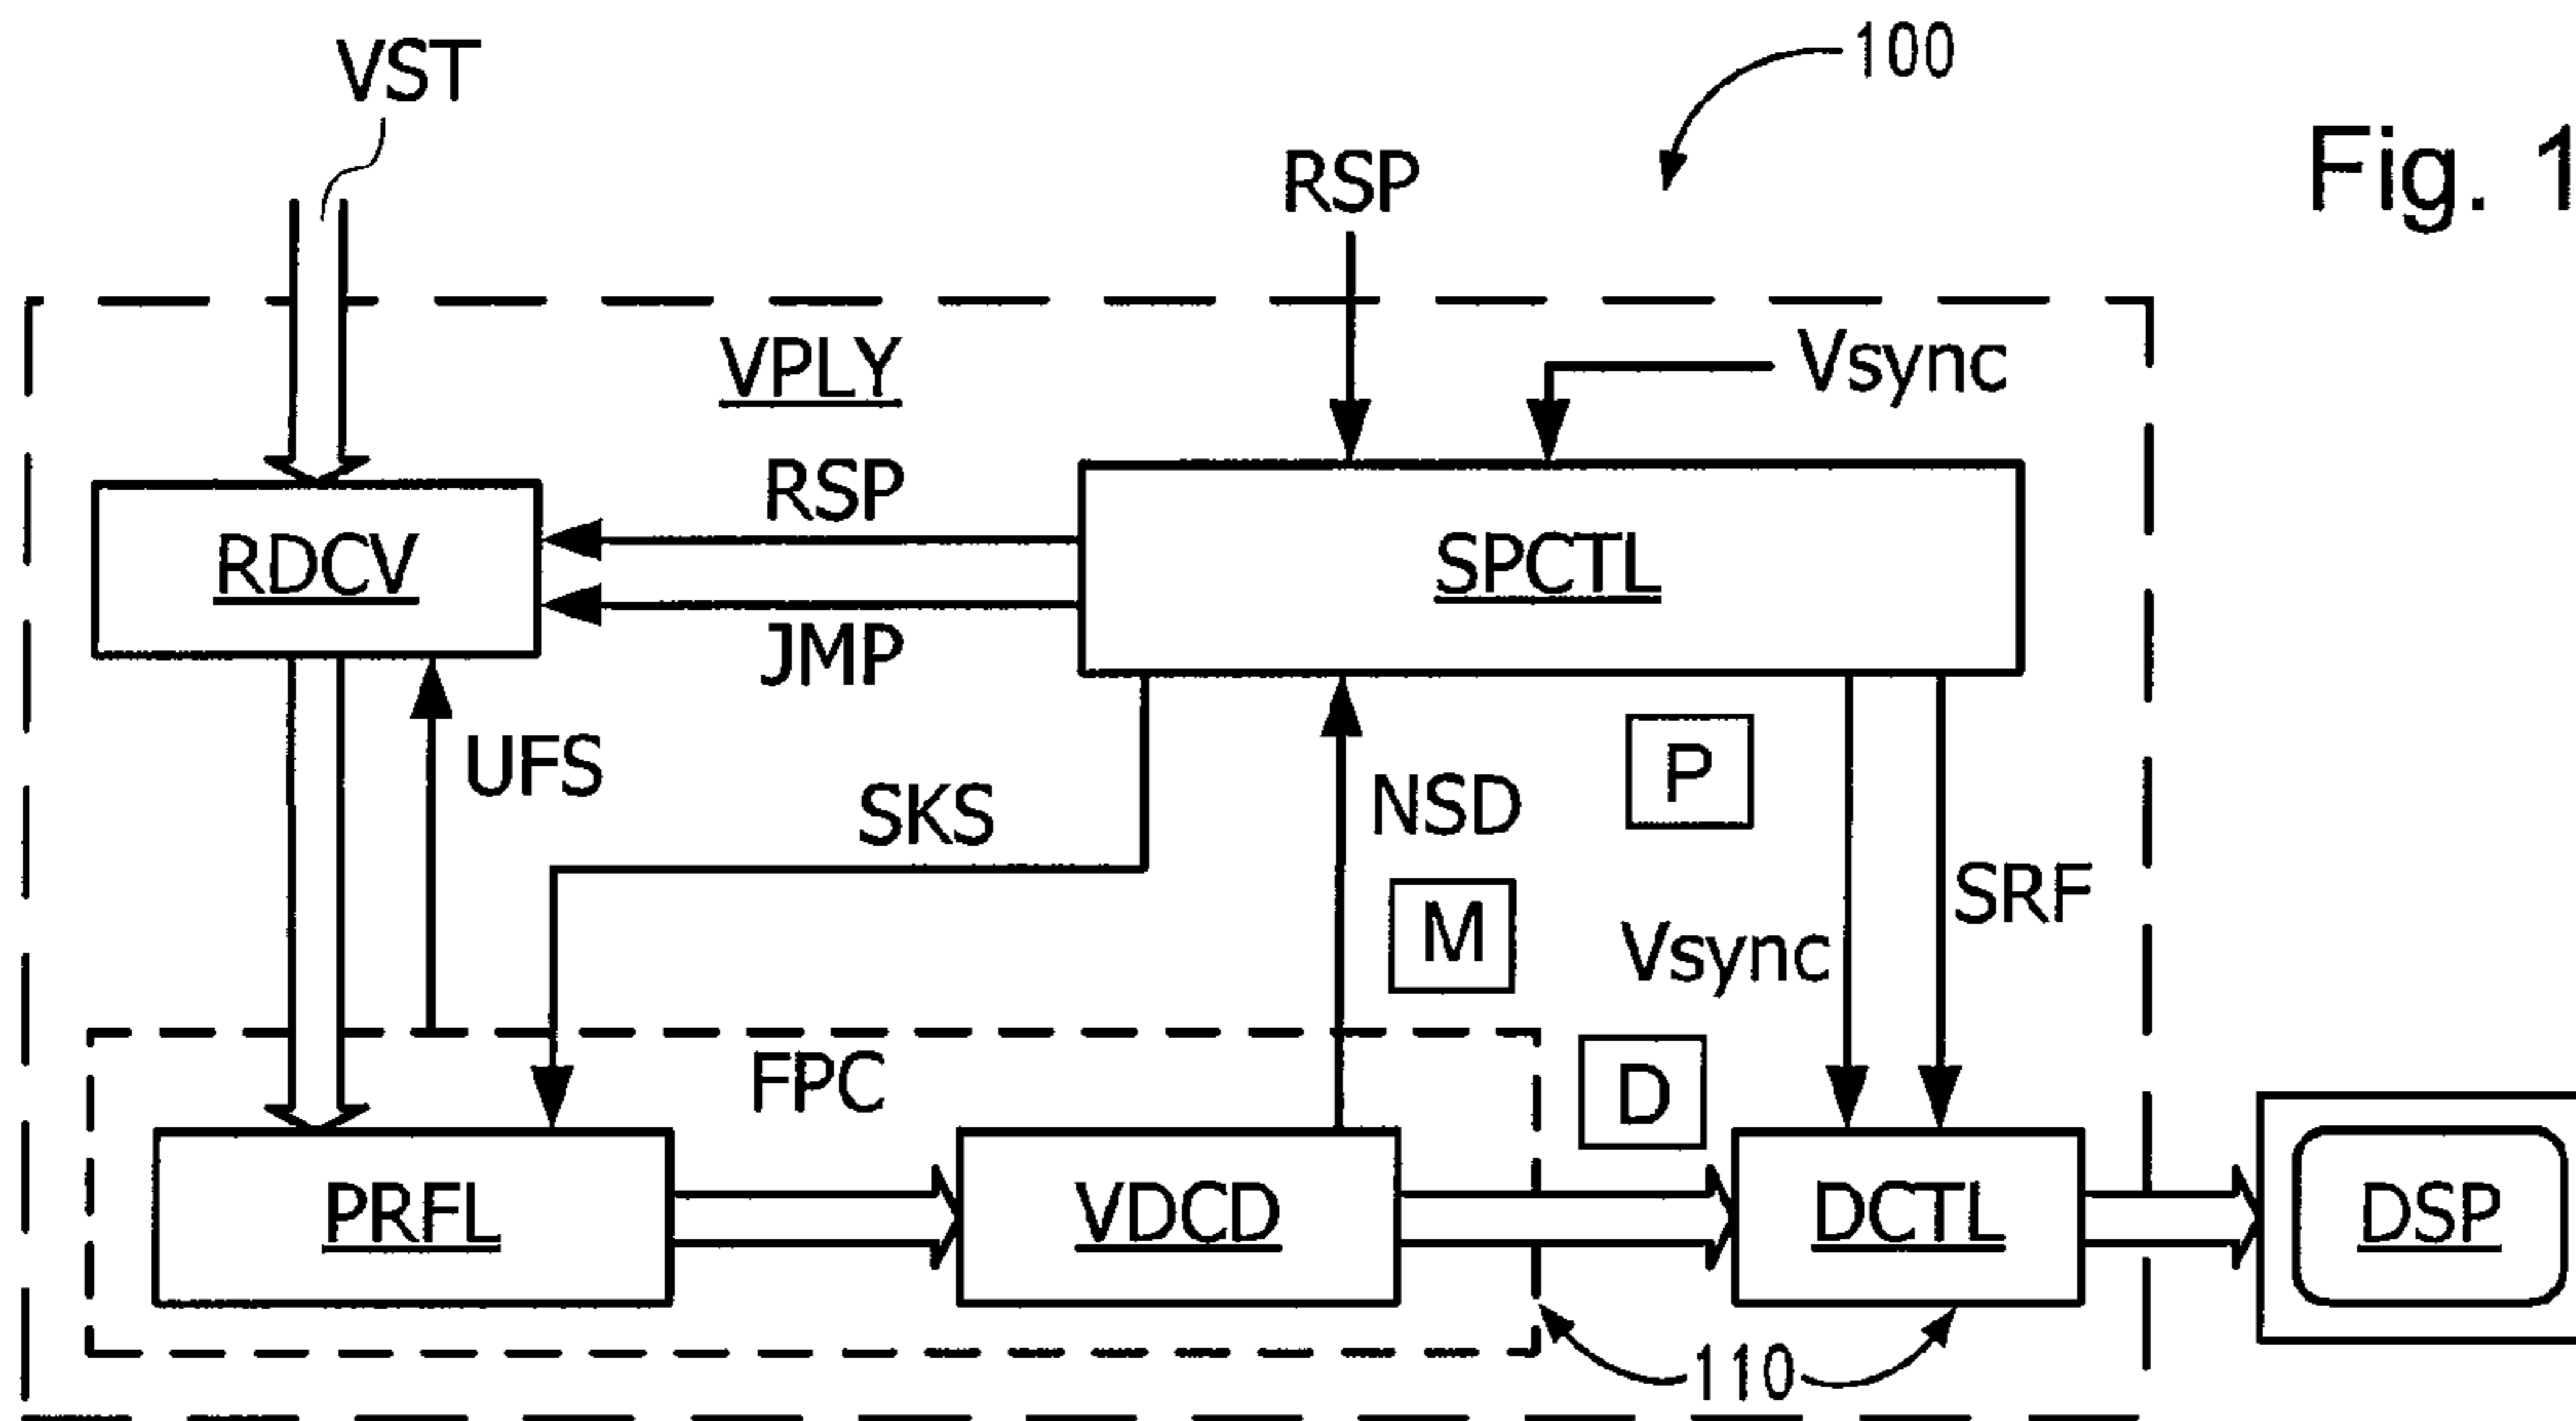 VST
100
RSP
Fig. 1
VPLY
Vsync
RSP
RDCV
SPCTL
JMP
UFS
P
SKS
NSD
SRF
M
Vsync
FPC
D
PRFL
VDCD
DCTL
DSP
110